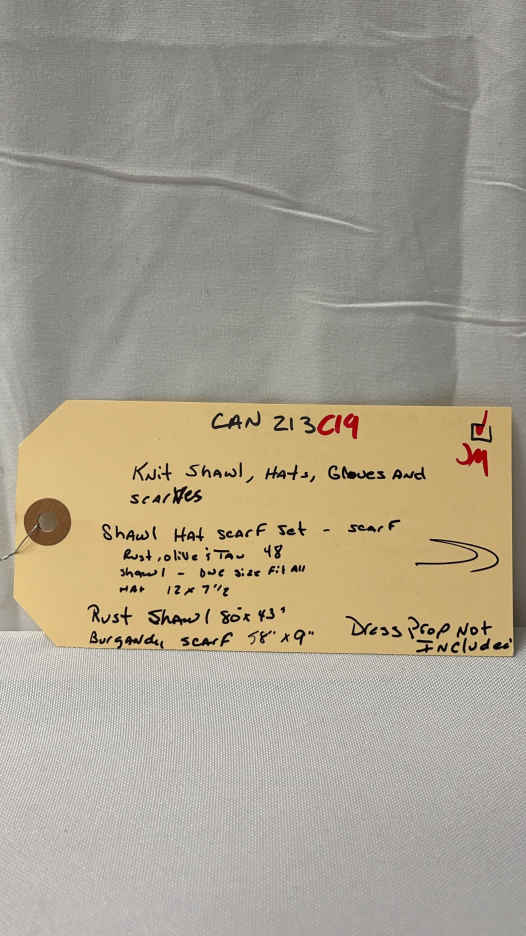 CAN 213C19
JM
Knit Shawl, Hats, Gloves And
scarves
Shawl Hat scarf set - scarf
Rust, olive & Tan 48
Shawl - One size Fit All
Hat 12 x 7 1/2
Rust Shawl 80" x 43"
Burgandy scarf 58" x 9"
Dress Prop Not
Included